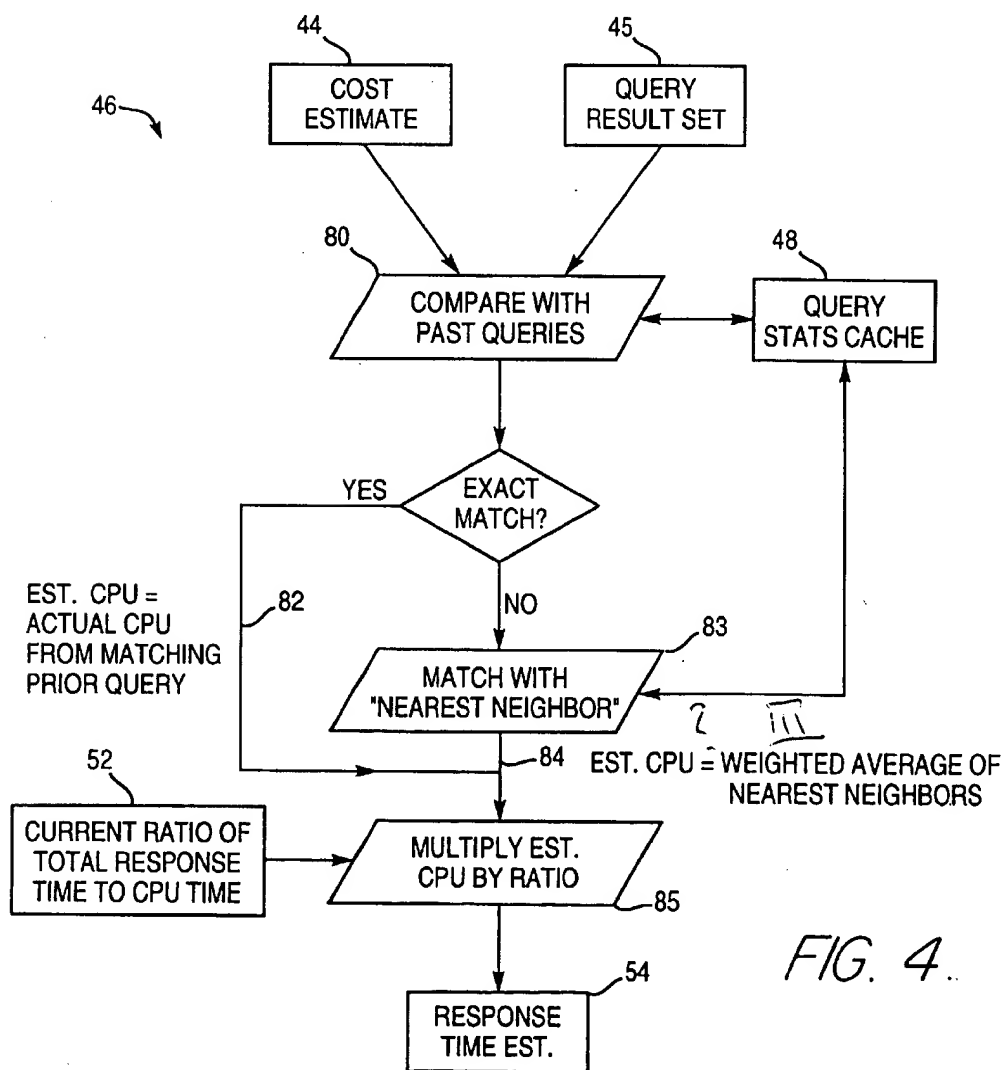 44
45
46
COST
ESTIMATE
QUERY
RESULT SET
80
48
COMPARE WITH
PAST QUERIES
QUERY
STATS CACHE
YES
EXACT
MATCH?
EST. CPU =
ACTUAL CPU
FROM MATCHING
PRIOR QUERY
82
NO
83
MATCH WITH
"NEAREST NEIGHBOR"
? III
84
EST. CPU = WEIGHTED AVERAGE OF
NEAREST NEIGHBORS
52
CURRENT RATIO OF
TOTAL RESPONSE
TIME TO CPU TIME
MULTIPLY EST.
CPU BY RATIO
85
FIG. 4
54
RESPONSE
TIME EST.